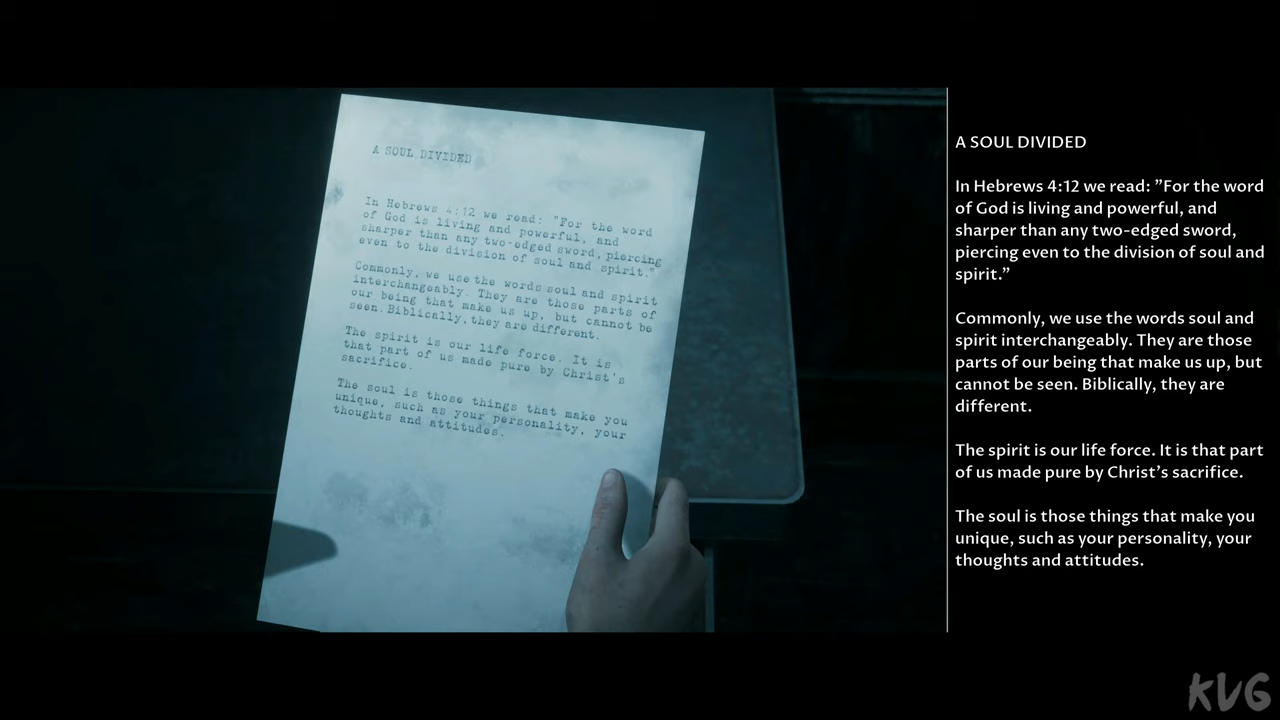 A SOUL DIVIDED
In Hebrews 4:12 we read: "For the word
of God is living and powerful, and
sharper than any two-edged sword, piercing
even to the division of soul and spirit."
Commonly, we use the words soul and spirit
interchangeably. They are those parts of
our being that make us up, but cannot be
seen. Biblically, they are different.
The spirit is our life force. It is
that part of us made pure by Christ's
sacrifice.
The soul is those things that make you
unique, such as your personality, your
thoughts and attitudes.
A SOUL DIVIDED
In Hebrews 4:12 we read: ”For the word
of God is living and powerful, and
sharper than any two-edged sword,
piercing even to the division of soul and
spirit.”
Commonly, we use the words soul and
spirit interchangeably. They are those
parts of our being that make us up, but
cannot be seen. Biblically, they are
different.
The spirit is our life force. It is that part
of us made pure by Christ’s sacrifice.
The soul is those things that make you
unique, such as your personality, your
thoughts and attitudes.
KVG